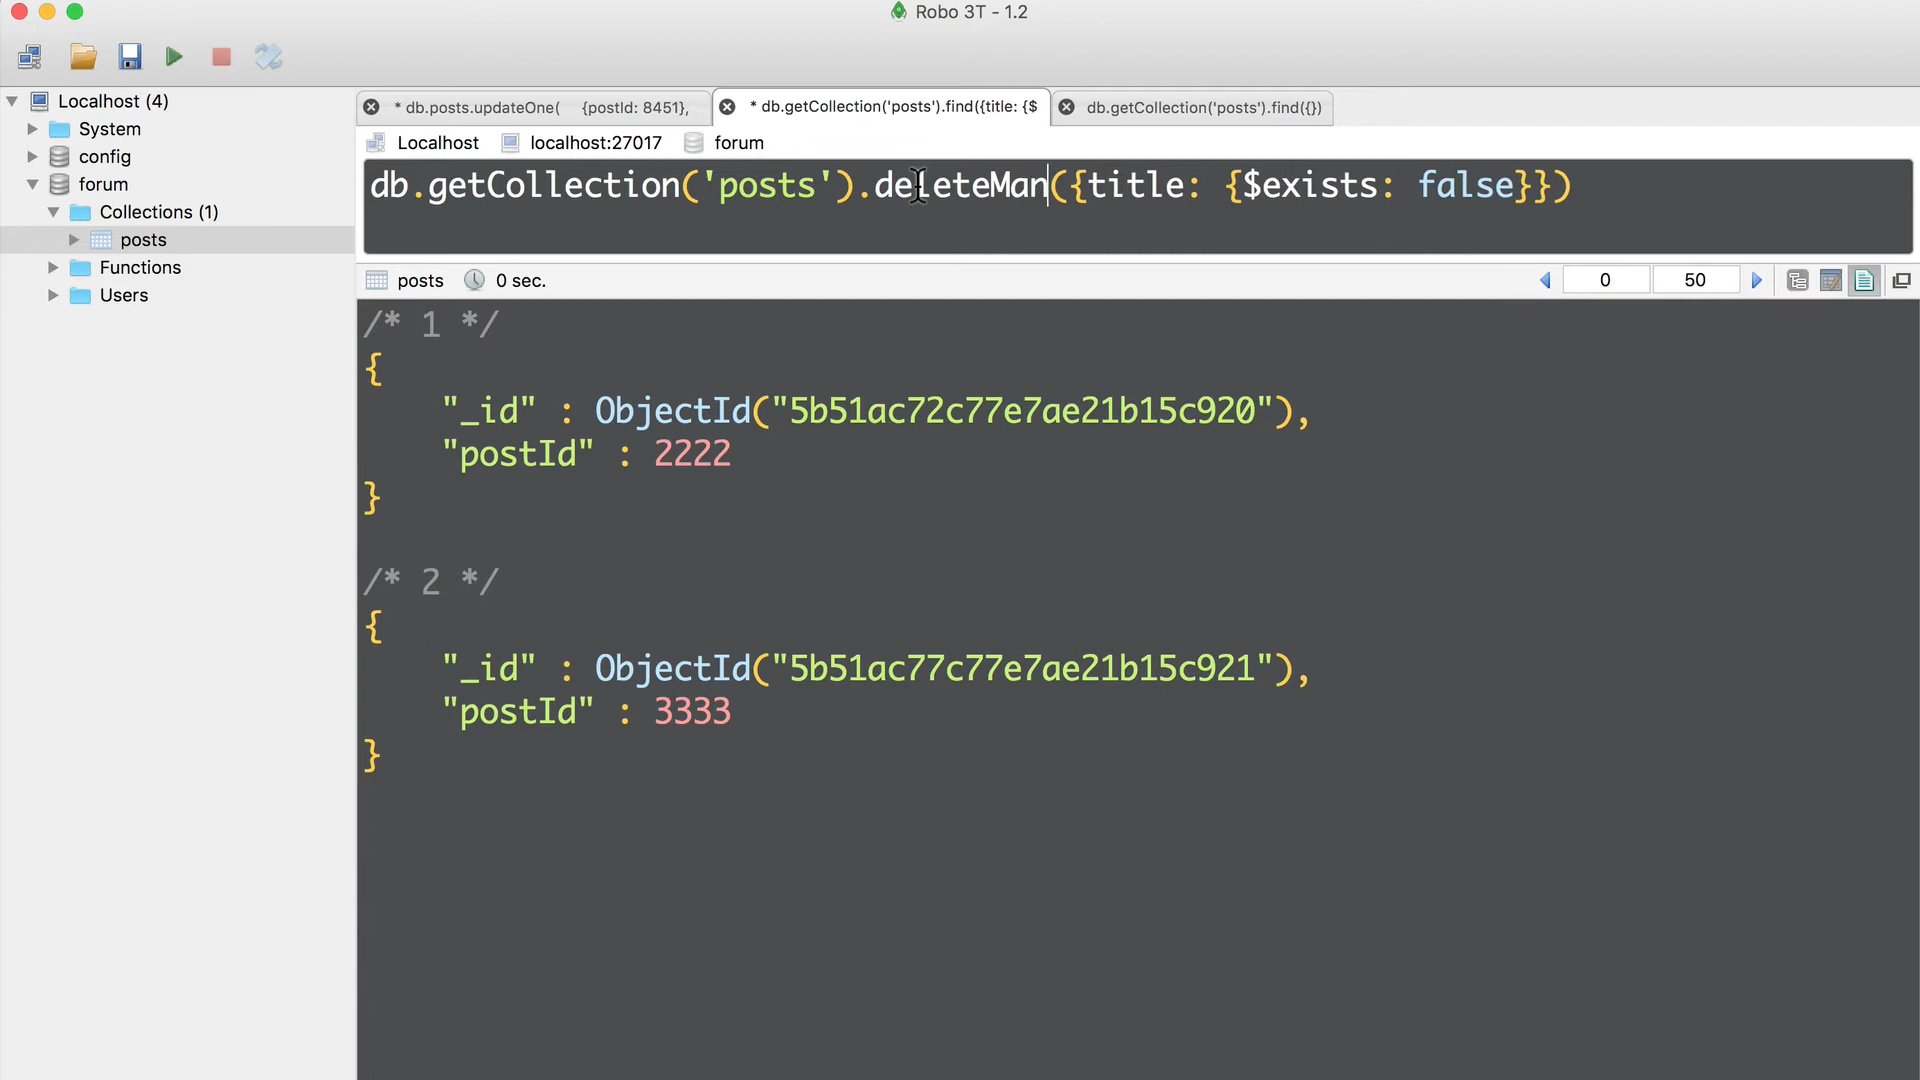 Robo 3T - 1.2
Localhost (4)
System
config
forum
Collections (1)
posts
Functions
Users
* db.posts.updateOne( {postId: 8451},
* db.getCollection('posts').find({title: {$
db.getCollection('posts').find({})
Localhost localhost:27017 forum
db.getCollection('posts').deleteMan({title: {$exists: false}})
posts 0 sec. 0 50
/* 1 */
{
"_id" : ObjectId("5b51ac72c77e7ae21b15c920"),
"postId" : 2222
}
/* 2 */
{
"_id" : ObjectId("5b51ac77c77e7ae21b15c921"),
"postId" : 3333
}